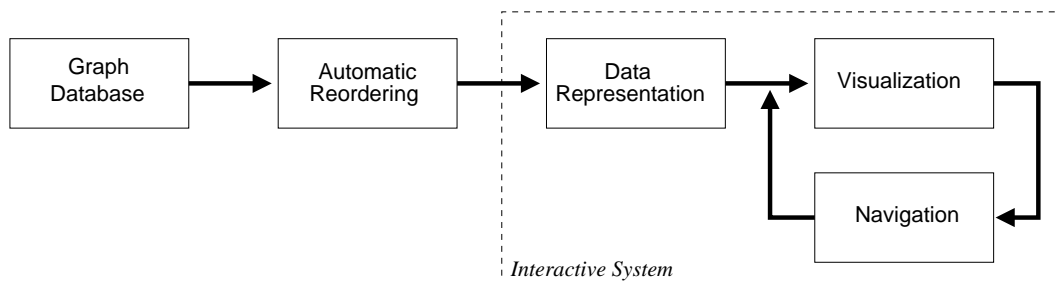 Graph
Database
Automatic
Reordering
Data
Representation
Visualization
Navigation
Interactive System